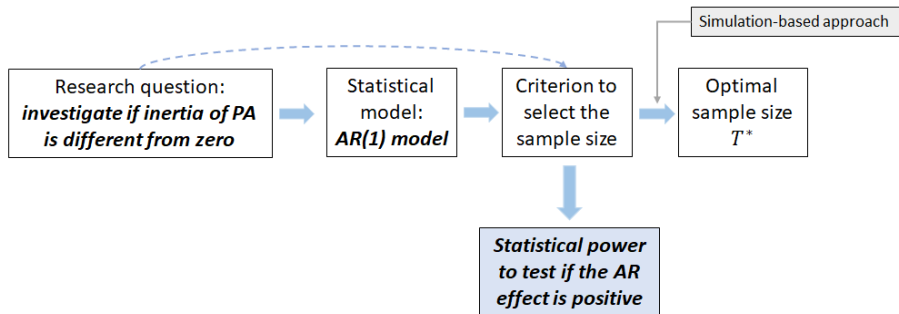 Simulation-based approach
Research question:
investigate if inertia of PA
is different from zero
Statistical
model:
AR(1) model
Criterion to
select the
sample size
Optimal
sample size
T*
Statistical power
to test if the AR
effect is positive